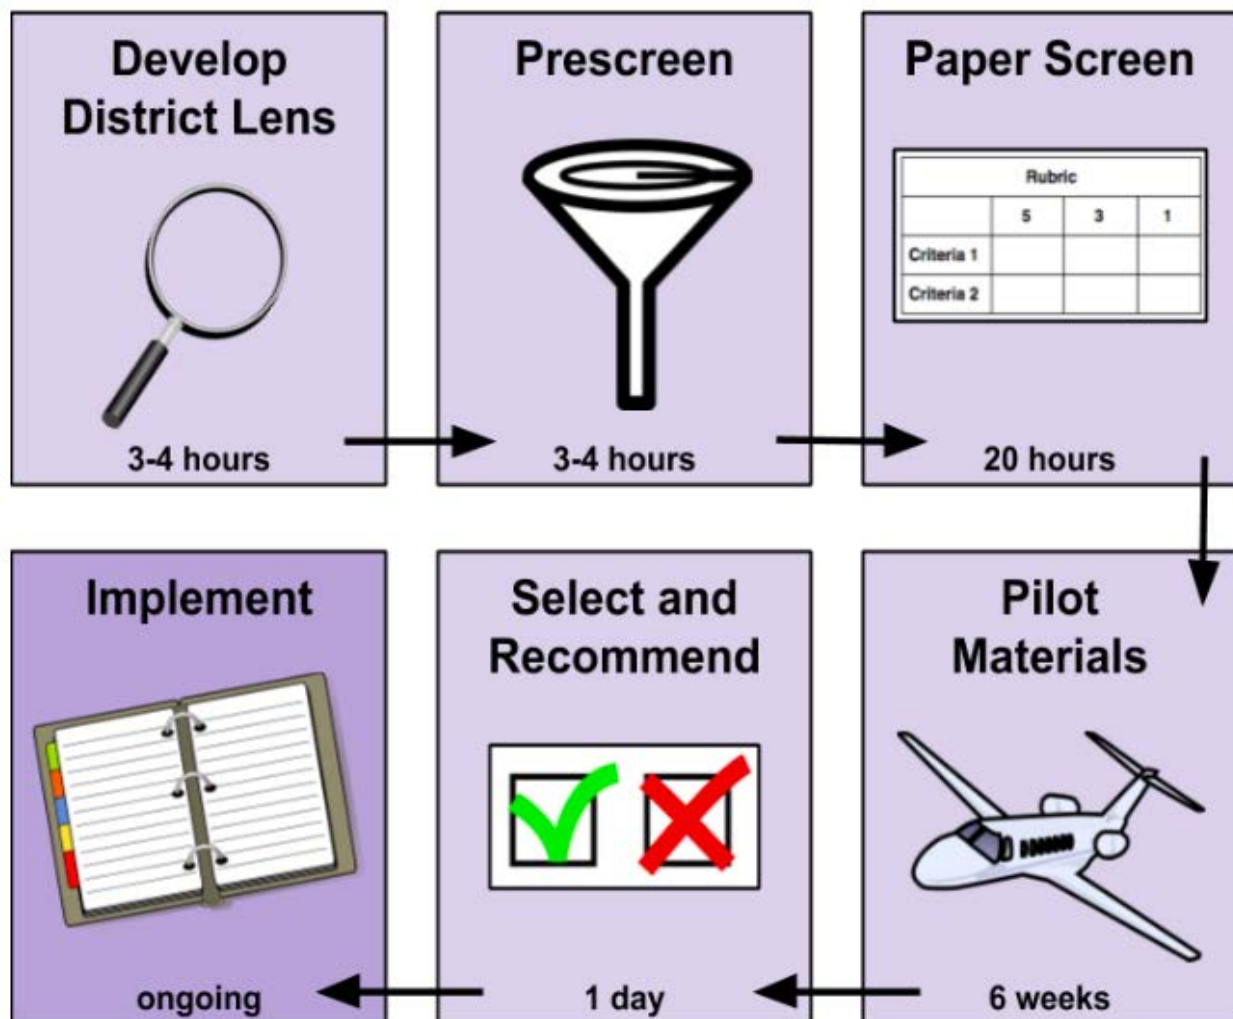 Develop
District Lens
3-4 hours
Prescreen
3-4 hours
Paper Screen
Rubric
5 3 1
Criteria 1
Criteria 2
20 hours
Pilot
Materials
6 weeks
Select and
Recommend
1 day
Implement
ongoing